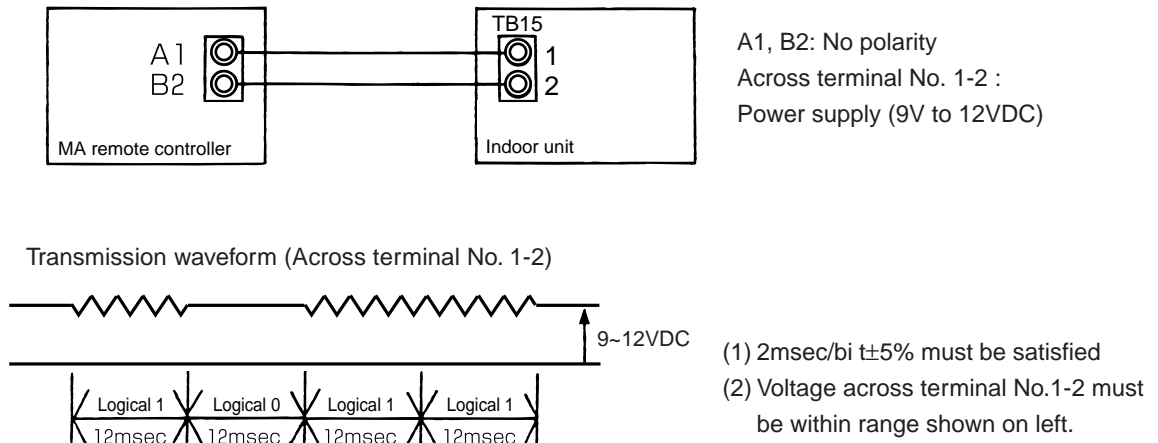 TB15
A1
B2
1
2
MA remote controller
Indoor unit
A1, B2: No polarity
Across terminal No. 1-2 :
Power supply (9V to 12VDC)
Transmission waveform (Across terminal No. 1-2)
9~12VDC
Logical 1 Logical 0 Logical 1 Logical 1
12msec 12msec 12msec 12msec
(1) 2msec/bi t±5% must be satisfied
(2) Voltage across terminal No.1-2 must
be within range shown on left.